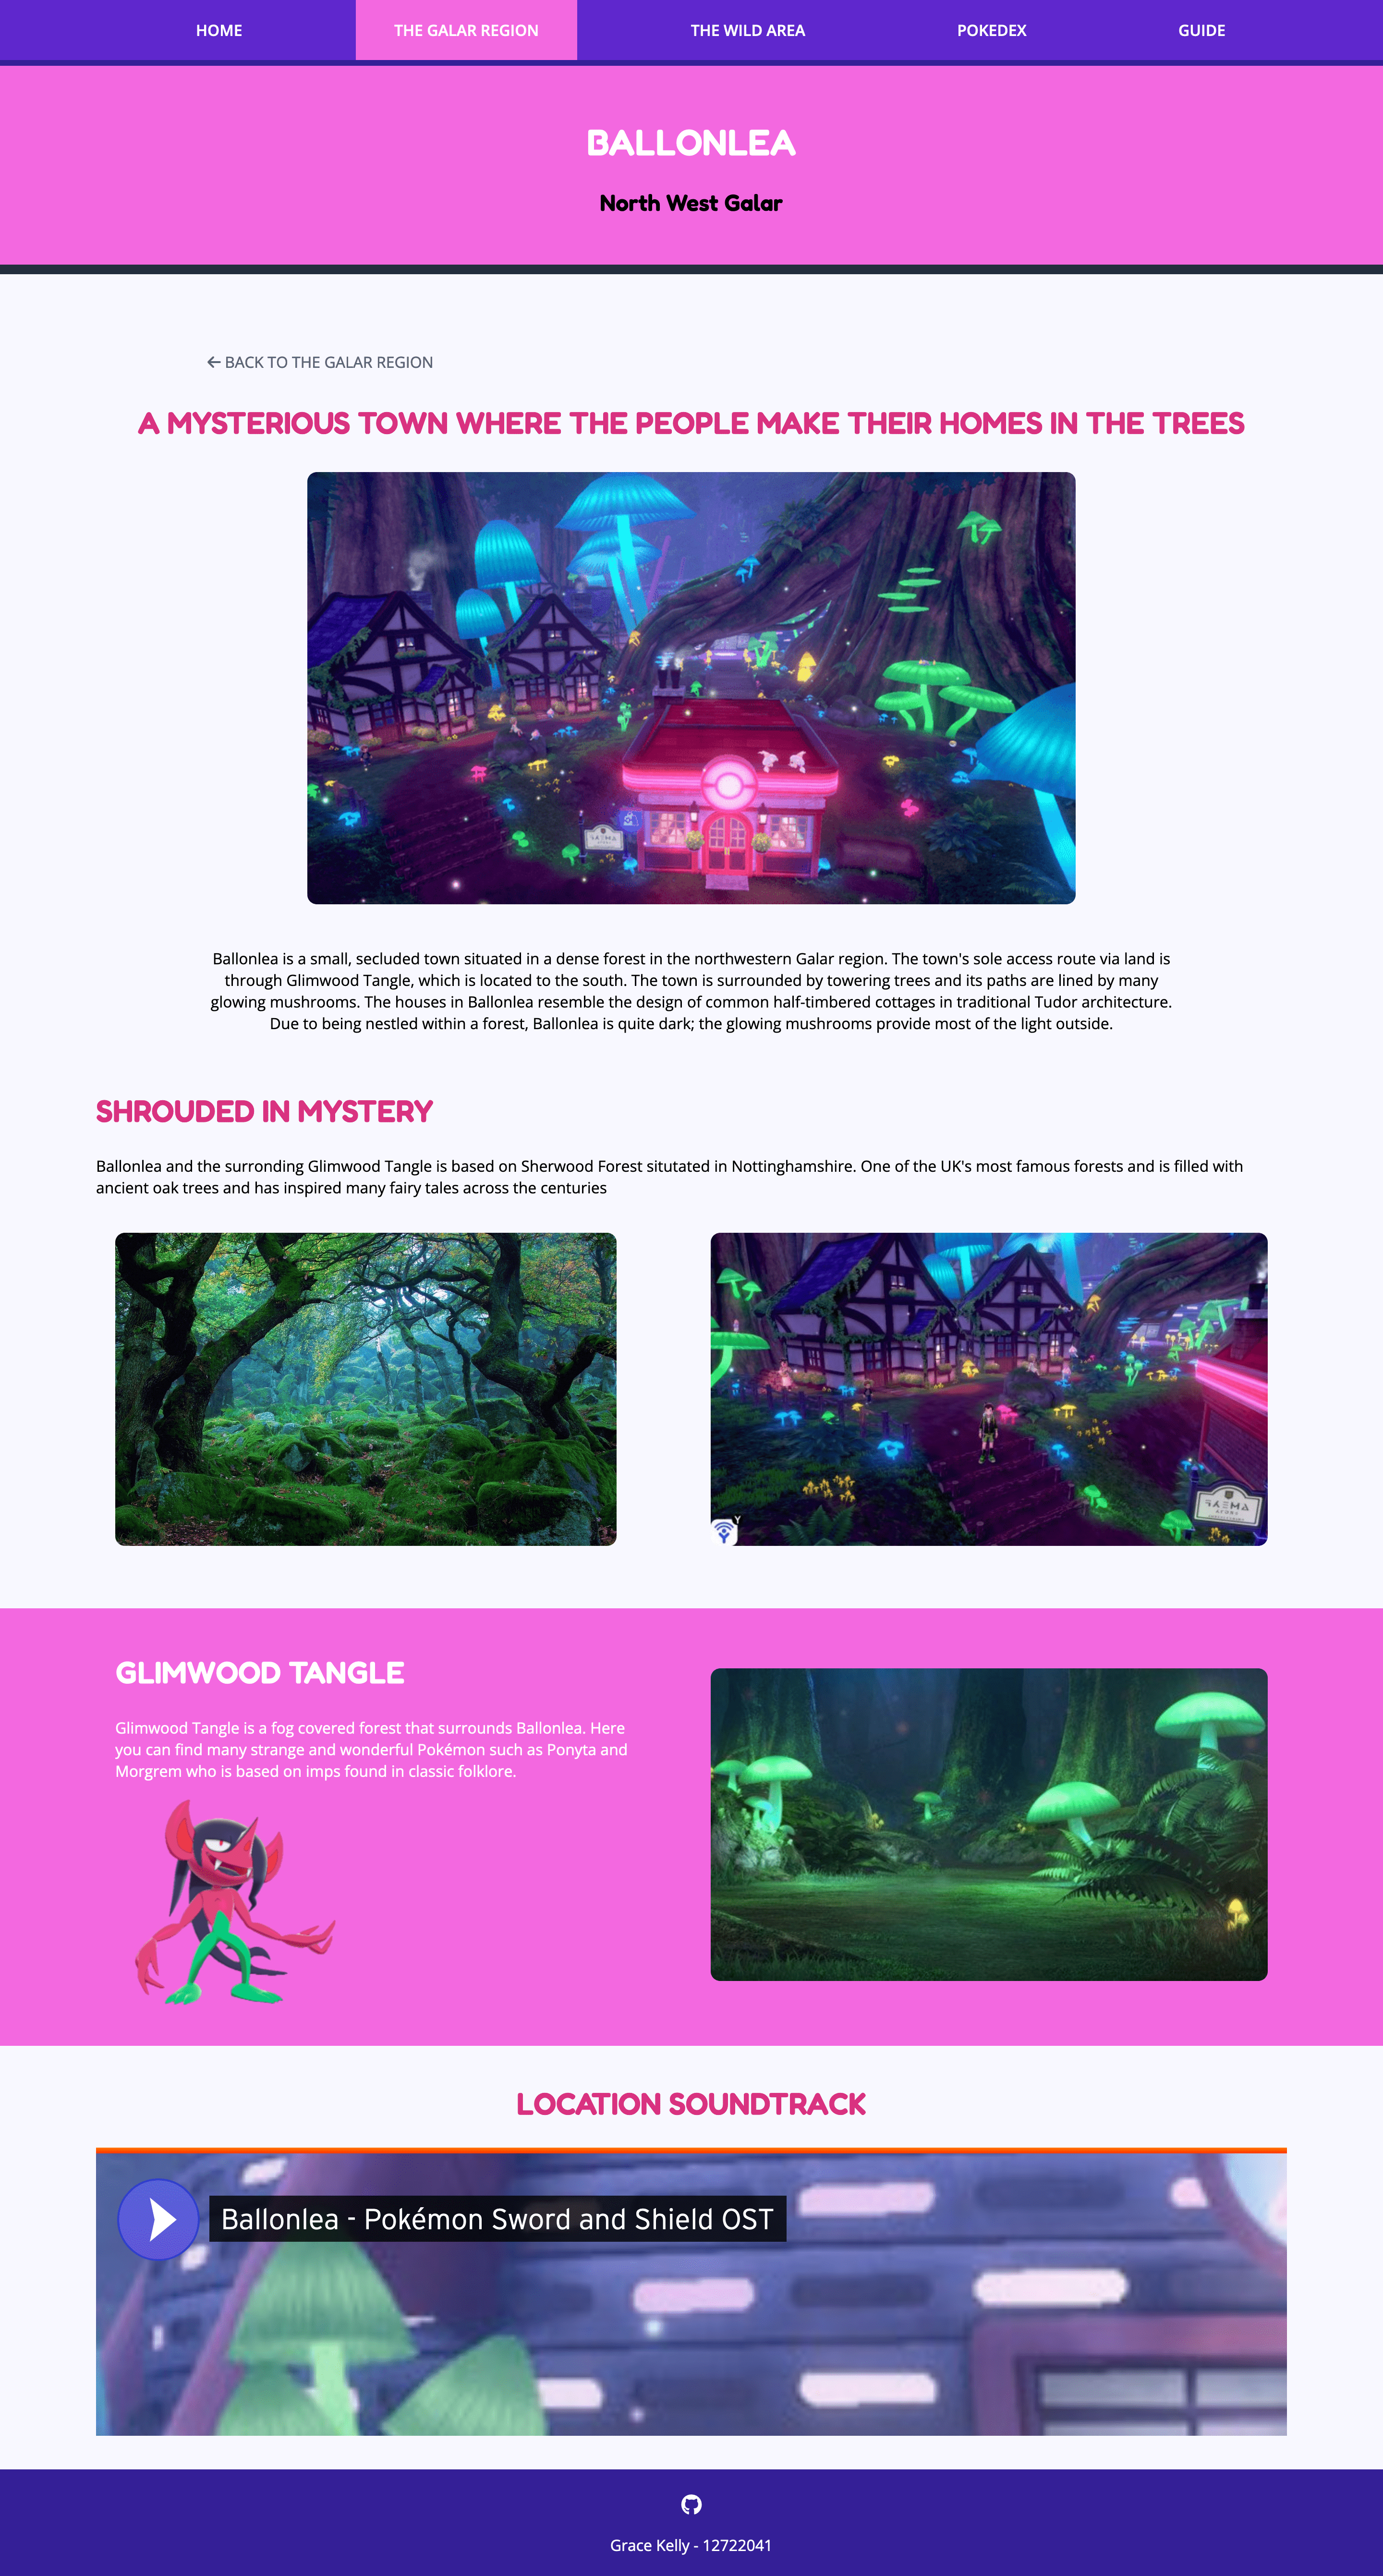 HOME
THE GALAR REGION
THE WILD AREA
POKEDEX
GUIDE
BALLONLEA
North West Galar
BACK TO THE GALAR REGION
A MYSTERIOUS TOWN WHERE THE PEOPLE MAKE THEIR HOMES IN THE TREES
Ballonlea is a small, secluded town situated in a dense forest in the northwestern Galar region. The town's sole access route via land is
through Glimwood Tangle, which is located to the south. The town is surrounded by towering trees and its paths are lined by many
glowing mushrooms. The houses in Ballonlea resemble the design of common half-timbered cottages in traditional Tudor architecture.
Due to being nestled within a forest, Ballonlea is quite dark; the glowing mushrooms provide most of the light outside.
SHROUDED IN MYSTERY
Ballonlea and the surronding Glimwood Tangle is based on Sherwood Forest situtated in Nottinghamshire. One of the UK's most famous forests and is filled with
ancient oak trees and has inspired many fairy tales across the centuries
Y
GLIMWOOD TANGLE
Glimwood Tangle is a fog covered forest that surrounds Ballonlea. Here
you can find many strange and wonderful Pokémon such as Ponyta and
Morgrem who is based on imps found in classic folklore.
LOCATION SOUNDTRACK
Ballonlea - Pokémon Sword and Shield OST
Grace Kelly - 12722041